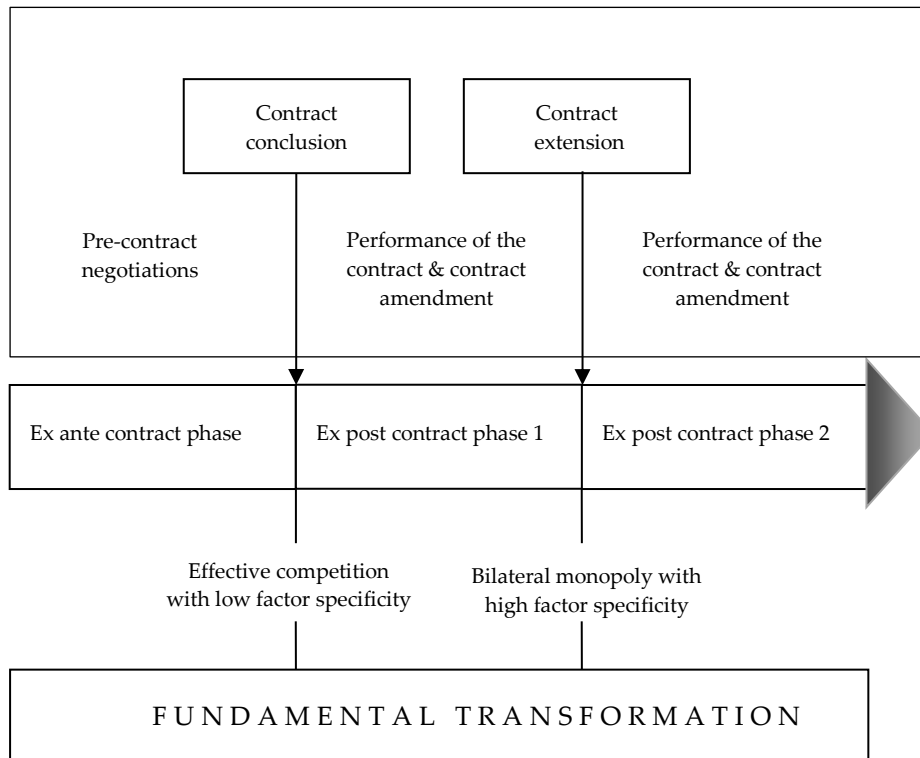 Contract
conclusion
Contract
extension
Pre-contract
negotiations
Performance of the
contract & contract
amendment
Performance of the
contract & contract
amendment
Ex ante contract phase
Ex post contract phase 1
Ex post contract phase 2
Effective competition
with low factor specificity
Bilateral monopoly with
high factor specificity
FUNDAMENTAL TRANSFORMATION